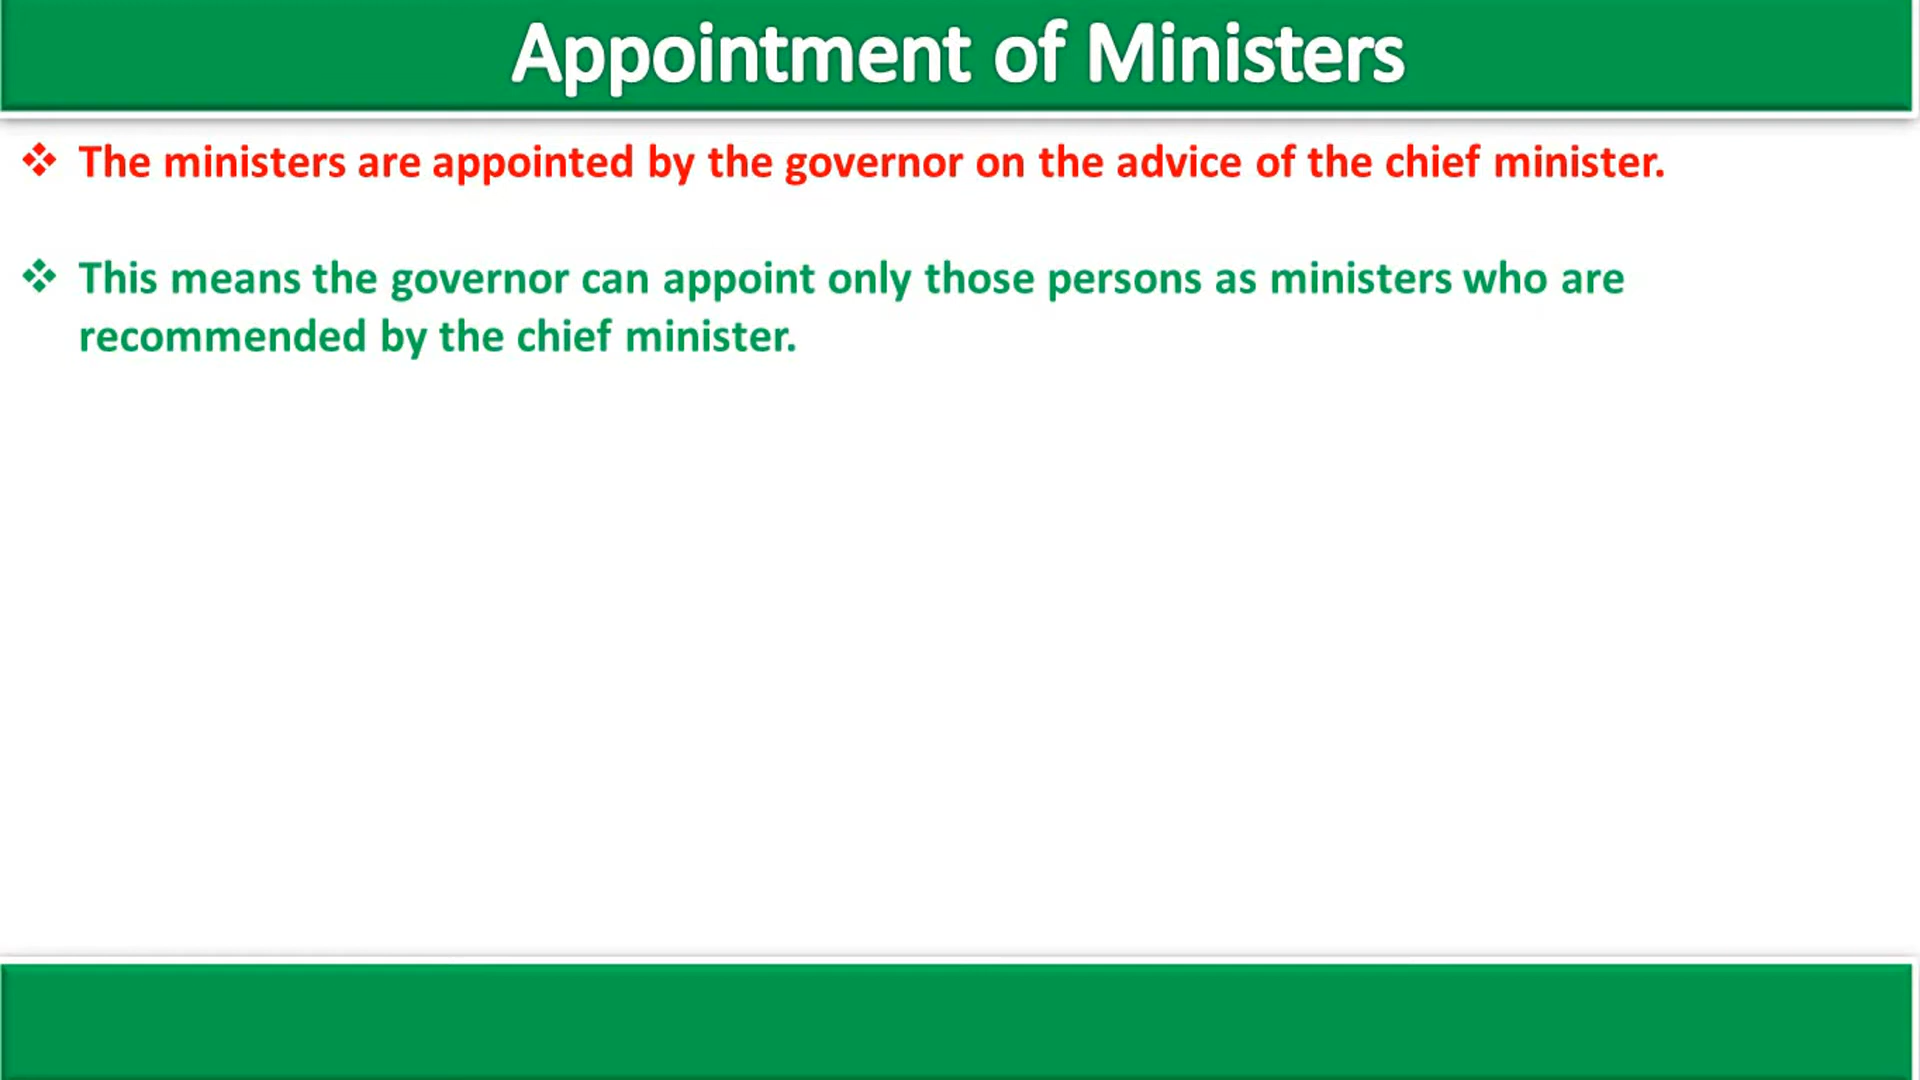 Appointment of Ministers
❖ The ministers are appointed by the governor on the advice of the chief minister.
❖ This means the governor can appoint only those persons as ministers who are
recommended by the chief minister.